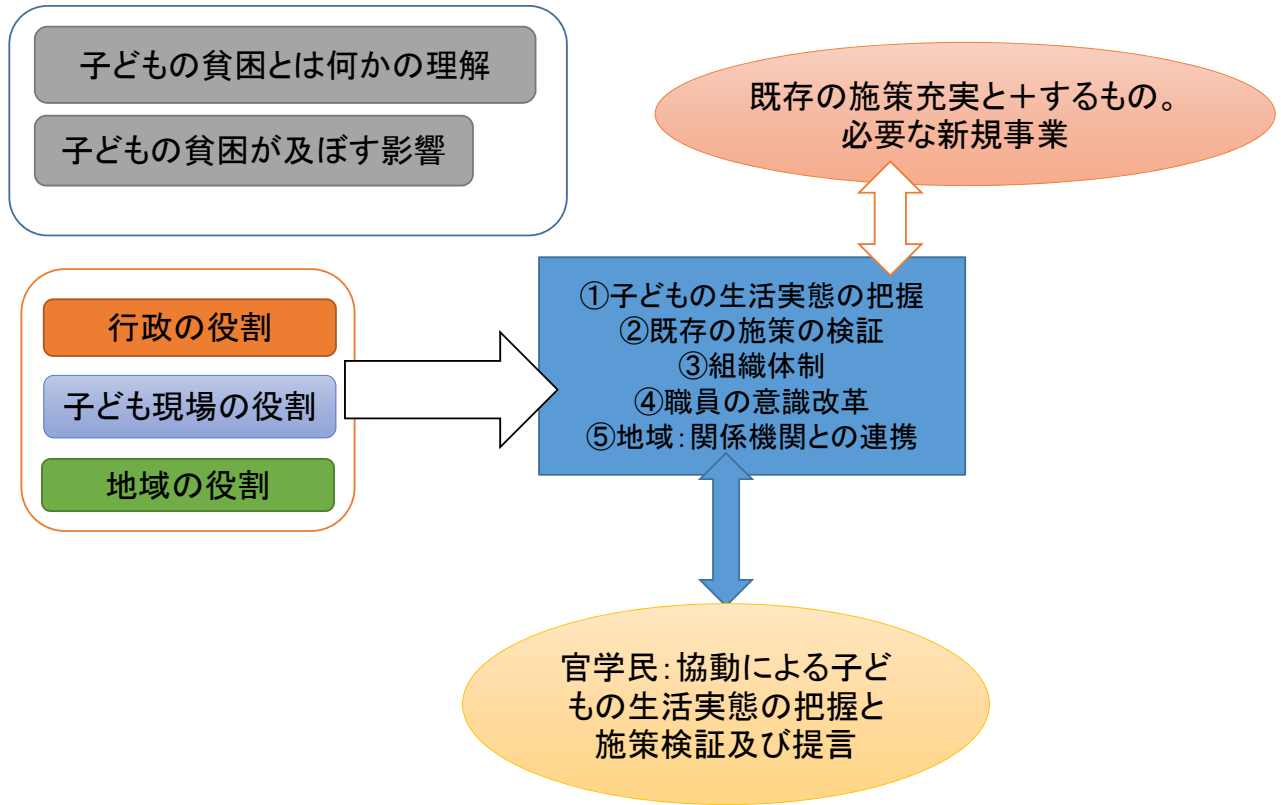 子どもの貧困とは何かの理解
子どもの貧困が及ぼす影響
既存の施策充実と＋するもの。
必要な新規事業
行政の役割
子ども現場の役割
地域の役割
①子どもの生活実態の把握
②既存の施策の検証
③組織体制
④職員の意識改革
⑤地域：関係機関との連携
官学民：協動による子ど
もの生活実態の把握と
施策検証及び提言